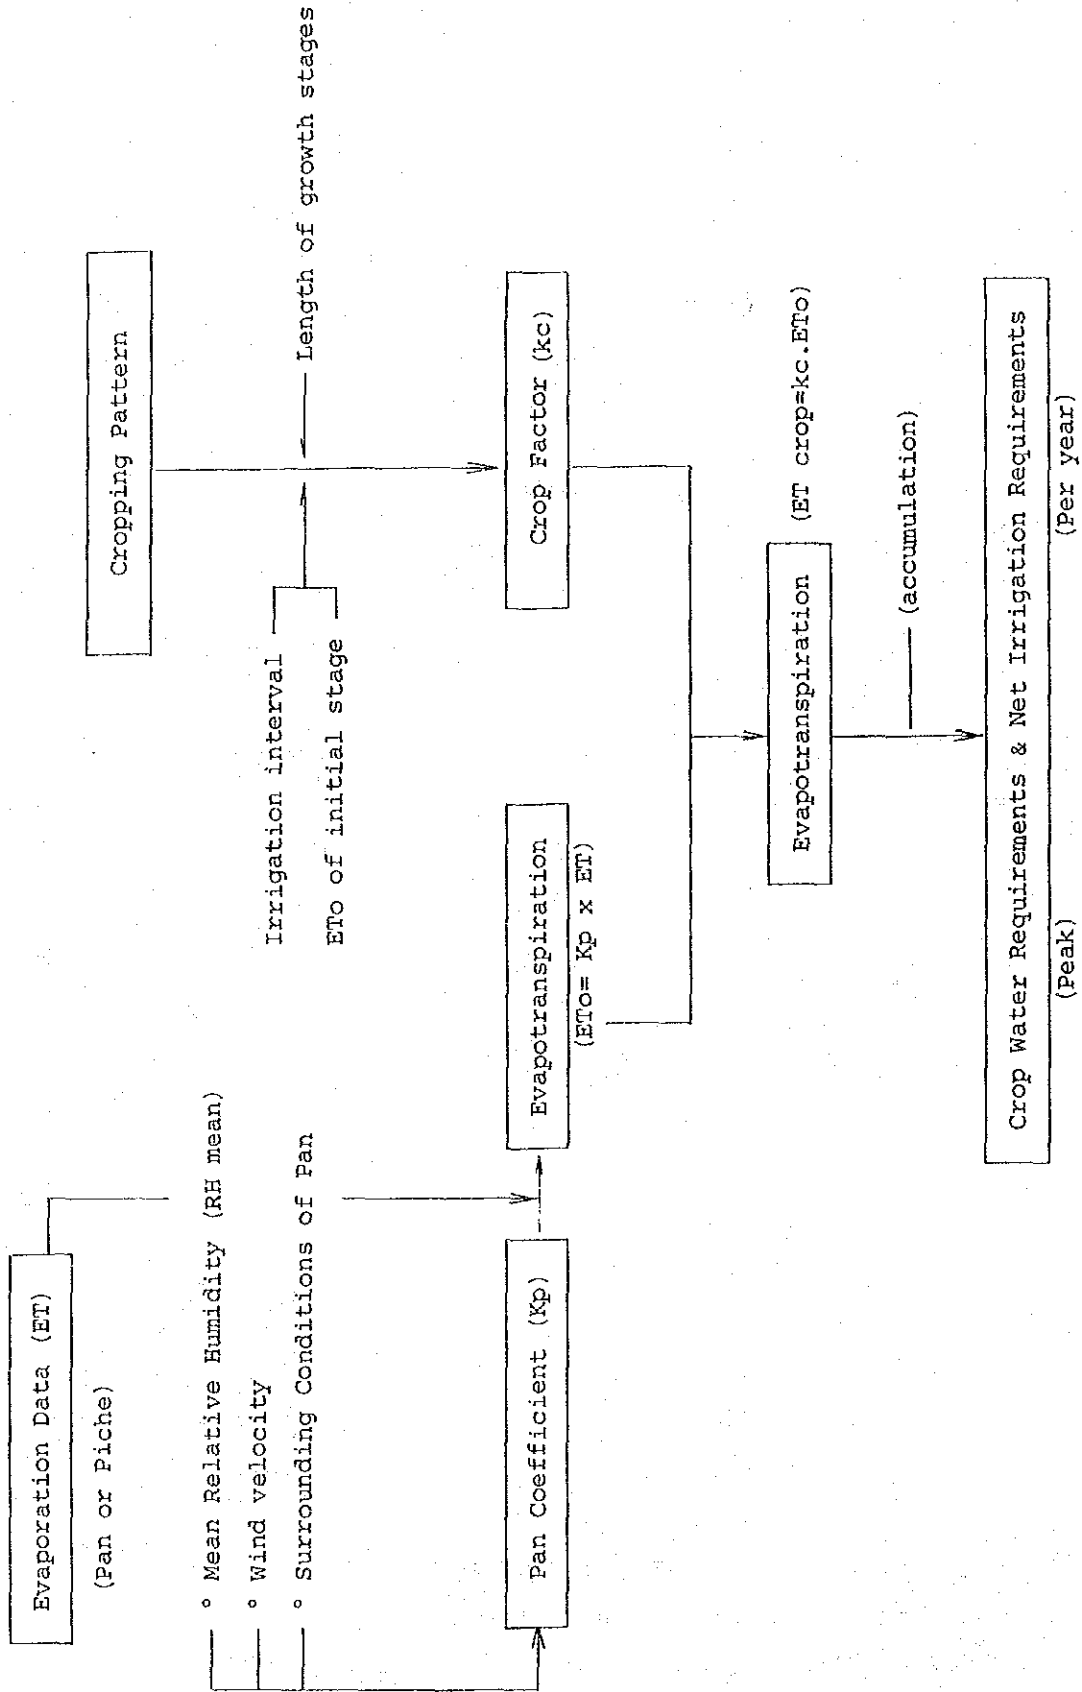 Evaporation Data (ET)
(Pan or Piche)
° Mean Relative Humidity (RH mean)
° Wind velocity
° Surrounding Conditions of Pan
Pan Coefficient (Kp)
Evapotranspiration
(ETo= Kp x ET)
Cropping Pattern
Irrigation interval
ETo of initial stage
Length of growth stages
Crop Factor (kc)
Evapotranspiration (ET crop=kc.ETo)
(accumulation)
Crop Water Requirements & Net Irrigation Requirements
(Peak) (Per year)